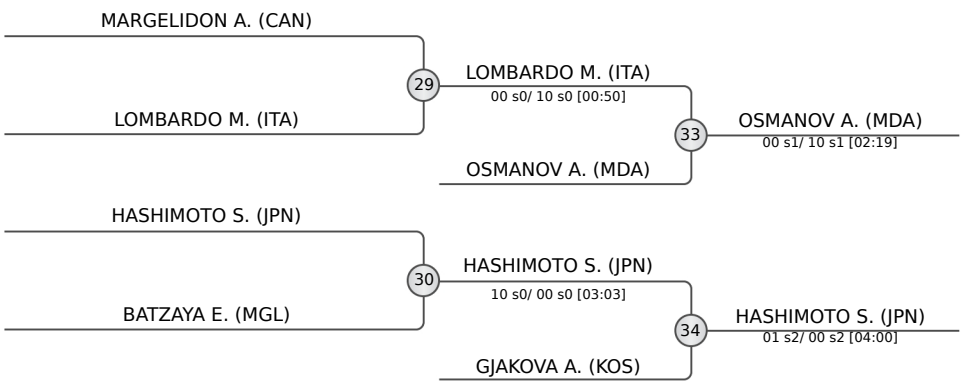 MARGELIDON A. (CAN)
29
LOMBARDO M. (ITA)
LOMBARDO M. (ITA)
00 s0/ 10 s0 [00:50]
33
OSMANOV A. (MDA)
OSMANOV A. (MDA)
00 s1/ 10 s1 [02:19]
HASHIMOTO S. (JPN)
30
BATZAYA E. (MGL)
HASHIMOTO S. (JPN)
10 s0/ 00 s0 [03:03]
34
GJAKOVA A. (KOS)
HASHIMOTO S. (JPN)
01 s2/ 00 s2 [04:00]